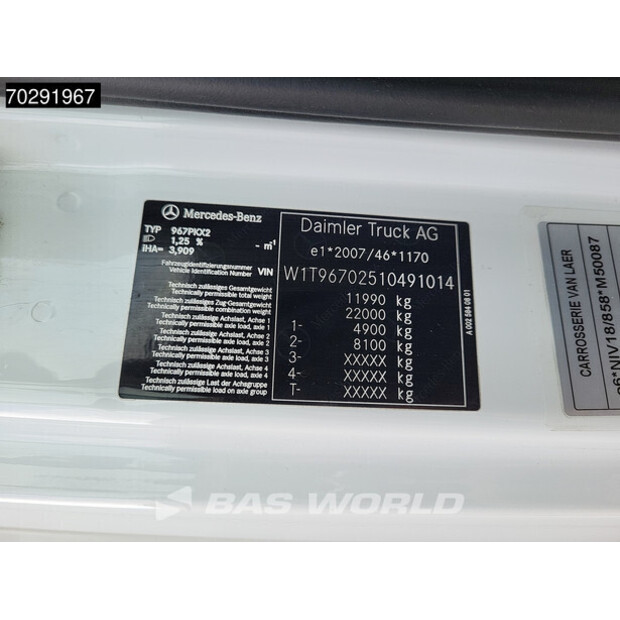 70291967
Mercedes-Benz
TYP 967PIXX2
1,25 % - m¹
iHA= 3,909
Fahrzeugidentifizierungsnummer
Vehicle Identification Number VIN
Daimler Truck AG
e1*2007/46*1170
W1T96702510491014
Technisch zulässiges Gesamtgewicht
Technically permissible total weight 11990 kg
Technisch zulässiges Zug-Gesamtgewicht
Technically permissible combination weight 22000 kg
Technisch zulässige Achslast, Achse 1
Technically permissible axle load, axle 1 1- 4900 kg
Technisch zulässige Achslast, Achse 2
Technically permissible axle load, axle 2 2- 8100 kg
Technisch zulässige Achslast, Achse 3
Technically permissible axle load, axle 3 3- XXXXX kg
Technisch zulässige Achslast, Achse 4
Technically permissible axle load, axle 4 4- XXXXX kg
Technisch zulässige Last der Achsgruppe
Technically permissible load on axle group T- XXXXX kg
A 002 584 08 01
CARROSSERIE VAN LAER
26*NIV18/858*M50087
BAS WORLD